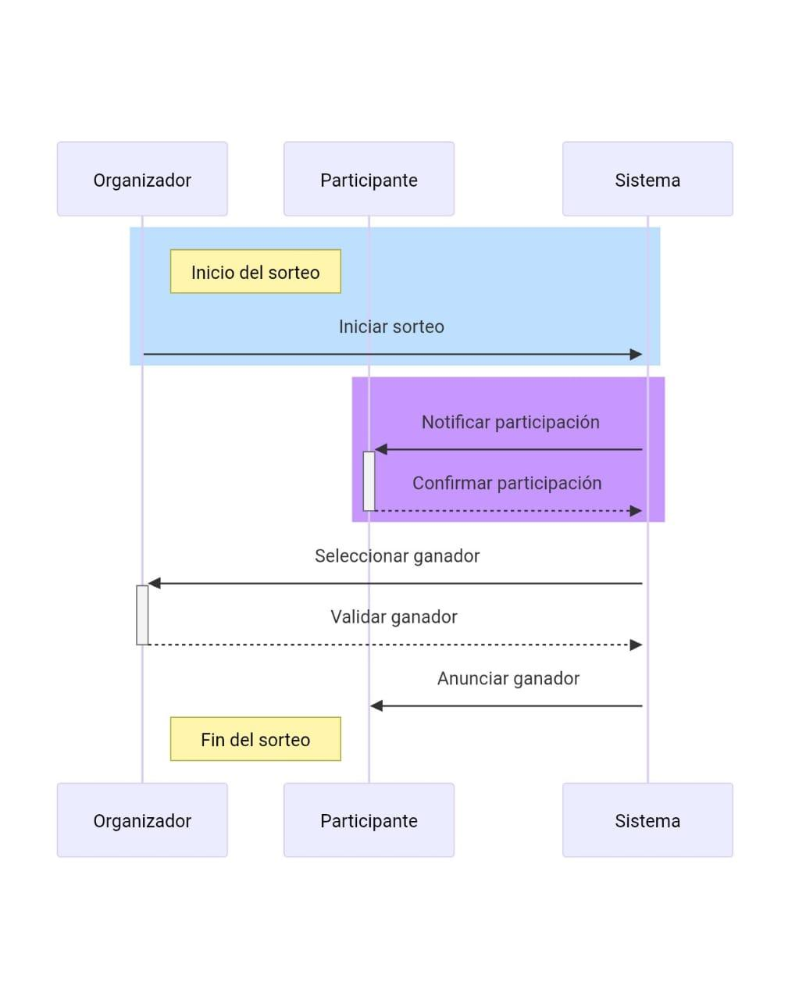 Organizador
Participante
Sistema
Inicio del sorteo
Iniciar sorteo
Notificar participación
Confirmar participación
Seleccionar ganador
Validar ganador
Anunciar ganador
Fin del sorteo
Organizador
Participante
Sistema